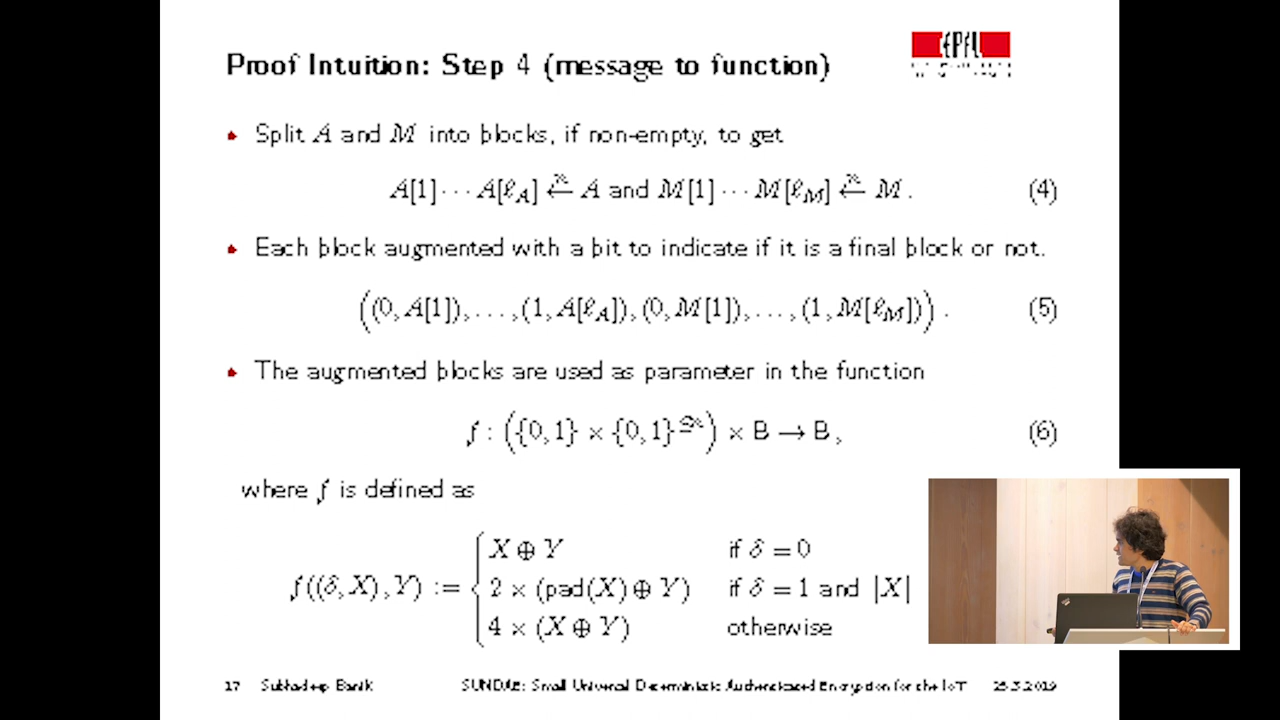 Proof Intuition: Step 4 (message to function)
EPFL
Split A and M into blocks, if non-empty, to get
A[1] ··· A[ℓ_A] ←ⁿ A and M[1] ··· M[ℓ_M] ←ⁿ M . (4)
Each block augmented with a bit to indicate if it is a final block or not.
((0, A[1]), ..., (1, A[ℓ_A]), (0, M[1]), ..., (1, M[ℓ_M])) . (5)
The augmented blocks are used as parameter in the function
f : ({0, 1} × {0, 1}^≤n) × B → B , (6)
where f is defined as
f((δ, X), Y) :=
X ⊕ Y if δ = 0
2 × (pad(X) ⊕ Y) if δ = 1 and |X|
4 × (X ⊕ Y) otherwise
17 Subhadeep Banik SUNDAE: Small Universal Deterministic Authenticated Encryption for the IoT 25.3.2019